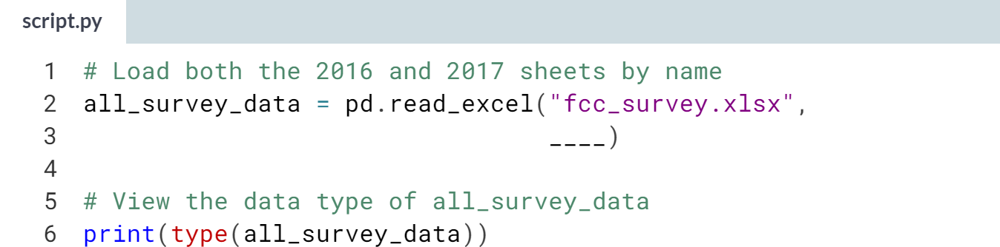 script.py
1 # Load both the 2016 and 2017 sheets by name
2 all_survey_data = pd.read_excel("fcc_survey.xlsx",
3 ____)
4
5 # View the data type of all_survey_data
6 print(type(all_survey_data))